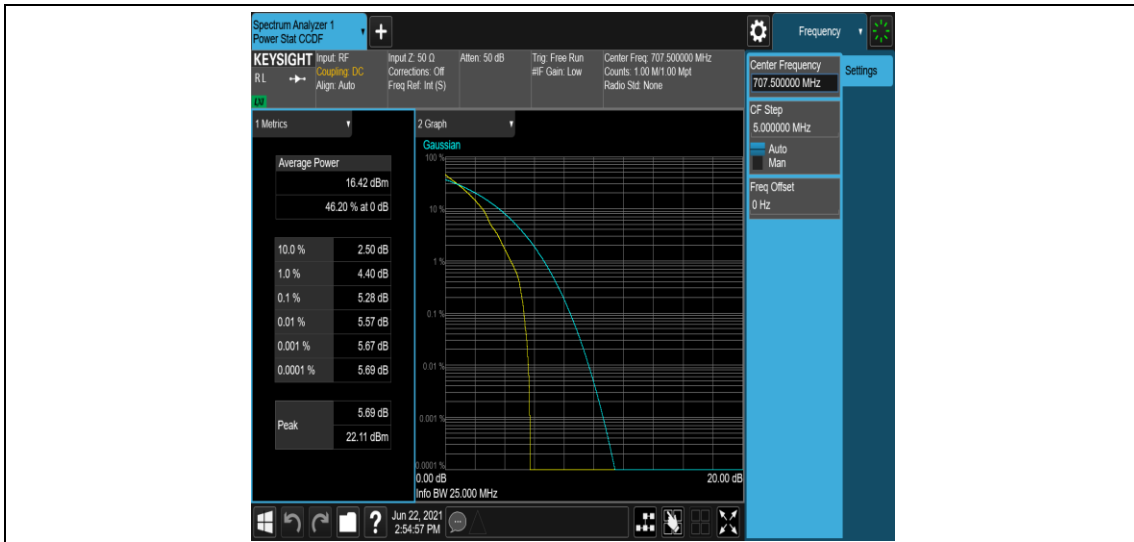 Spectrum Analyzer 1
Power Stat CCDF
+
Frequency
KEYSIGHT
RL
LXI
Input: RF
Coupling: DC
Align: Auto
Input Z: 50 Ω
Corrections: Off
Freq Ref: Int (S)
Atten: 50 dB
Trig: Free Run
#IF Gain: Low
Center Freq: 707.500000 MHz
Counts: 1.00 M/1.00 Mpt
Radio Std: None
Center Frequency
707.500000 MHz
Settings
CF Step
5.000000 MHz
Auto
Man
Freq Offset
0 Hz
1 Metrics
Average Power
16.42 dBm
46.20 % at 0 dB
10.0 % 2.50 dB
1.0 % 4.40 dB
0.1 % 5.28 dB
0.01 % 5.57 dB
0.001 % 5.67 dB
0.0001 % 5.69 dB
Peak 5.69 dB
22.11 dBm
2 Graph
Gaussian
100 %
10 %
1 %
0.1 %
0.01 %
0.001 %
0.0001 %
0.00 dB 20.00 dB
Info BW 25.000 MHz
?
Jun 22, 2021
2:54:57 PM